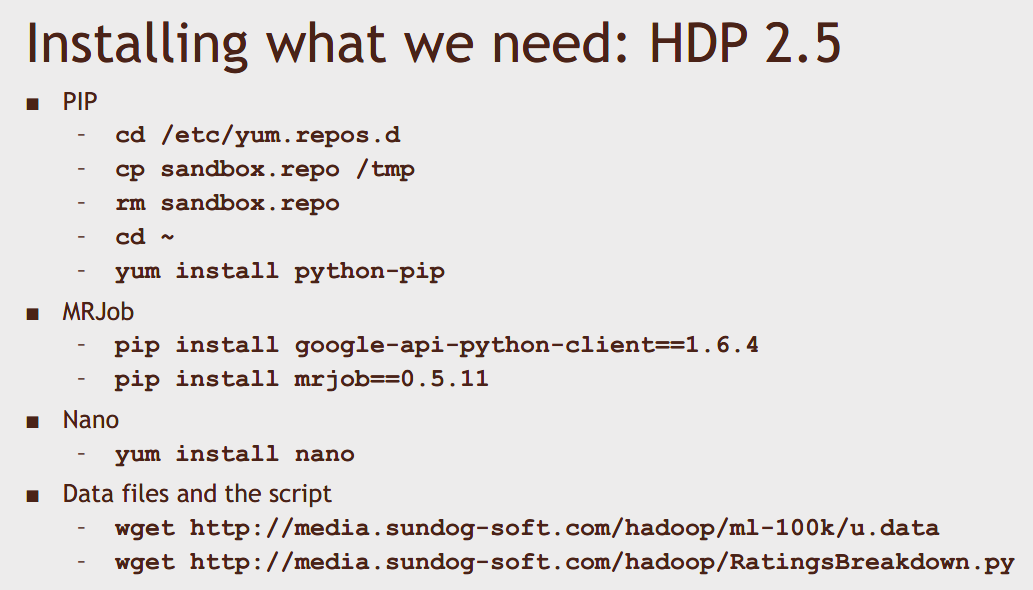 Installing what we need: HDP 2.5
■ PIP
- cd /etc/yum.repos.d
- cp sandbox.repo /tmp
- rm sandbox.repo
- cd ~
- yum install python-pip
■ MRJob
- pip install google-api-python-client==1.6.4
- pip install mrjob==0.5.11
■ Nano
- yum install nano
■ Data files and the script
- wget http://media.sundog-soft.com/hadoop/ml-100k/u.data
- wget http://media.sundog-soft.com/hadoop/RatingsBreakdown.py